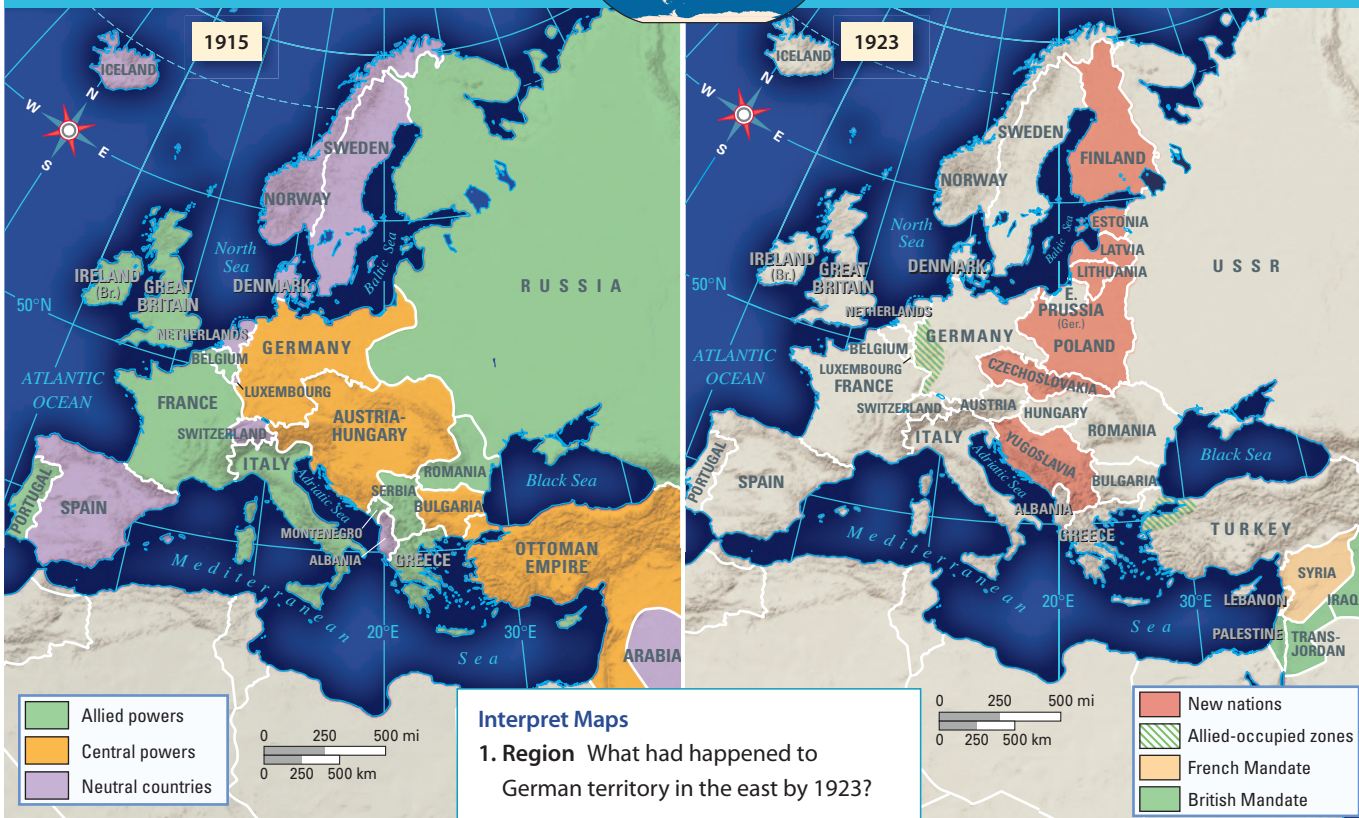 1915
ICELAND
N
W
E
S
SWEDEN
NORWAY
North
Sea
Baltic Sea
RUSSIA
IRELAND
(Br.)
GREAT
BRITAIN
DENMARK
50°N
NETHERLANDS
GERMANY
BELGIUM
ATLANTIC
OCEAN
LUXEMBOURG
FRANCE
AUSTRIA-
HUNGARY
SWITZERLAND
ITALY
ROMANIA
Adriatic Sea
SERBIA
Black Sea
PORTUGAL
SPAIN
BULGARIA
MONTENEGRO
ALBANIA
GREECE
OTTOMAN
EMPIRE
Mediterranean
Sea
20°E
30°E
ARABIA
Allied powers
Central powers
Neutral countries
0 250 500 mi
0 250 500 km
1923
ICELAND
N
W
E
S
SWEDEN
FINLAND
NORWAY
North
Sea
Baltic Sea
ESTONIA
LATVIA
LITHUANIA
USSR
IRELAND
(Br.)
GREAT
BRITAIN
DENMARK
50°N
NETHERLANDS
E.
PRUSSIA
(Ger.)
GERMANY
POLAND
BELGIUM
LUXEMBOURG
ATLANTIC
OCEAN
FRANCE
CZECHOSLOVAKIA
SWITZERLAND
AUSTRIA
HUNGARY
ITALY
ROMANIA
YUGOSLAVIA
Adriatic Sea
Black Sea
PORTUGAL
SPAIN
BULGARIA
ALBANIA
GREECE
TURKEY
Mediterranean
Sea
20°E
30°E
SYRIA
LEBANON
IRAQ
PALESTINE
TRANS-
JORDAN
0 250 500 mi
0 250 500 km
New nations
Allied-occupied zones
French Mandate
British Mandate
Interpret Maps
1. Region What had happened to
German territory in the east by 1923?